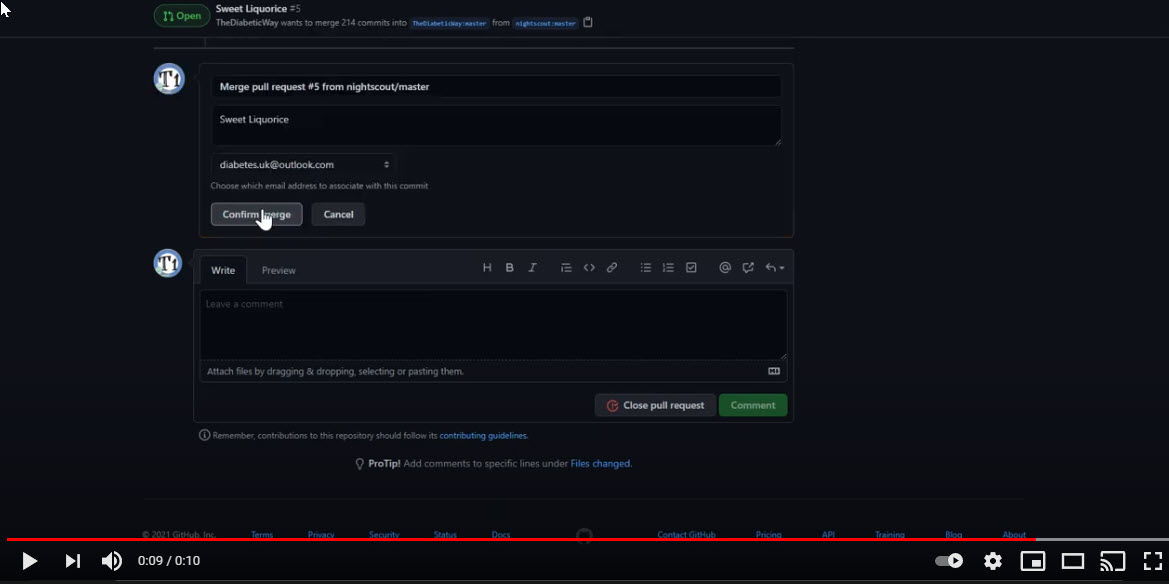 Open
Sweet Liquorice #5
TheDiabeticWay wants to merge 214 commits into TheDiabeticWay:master from nightscout:master
T1
Merge pull request #5 from nightscout/master
Sweet Liquorice
diabetes.uk@outlook.com
Choose which email address to associate with this commit
Confirm merge Cancel
T1
Write Preview
Leave a comment
Attach files by dragging & dropping, selecting or pasting them.
Close pull request Comment
Remember, contributions to this repository should follow its contributing guidelines.
ProTip! Add comments to specific lines under Files changed.
© 2021 GitHub, Inc. Terms Privacy Security Status Docs Contact GitHub Pricing API Training Blog About
0:09 / 0:10